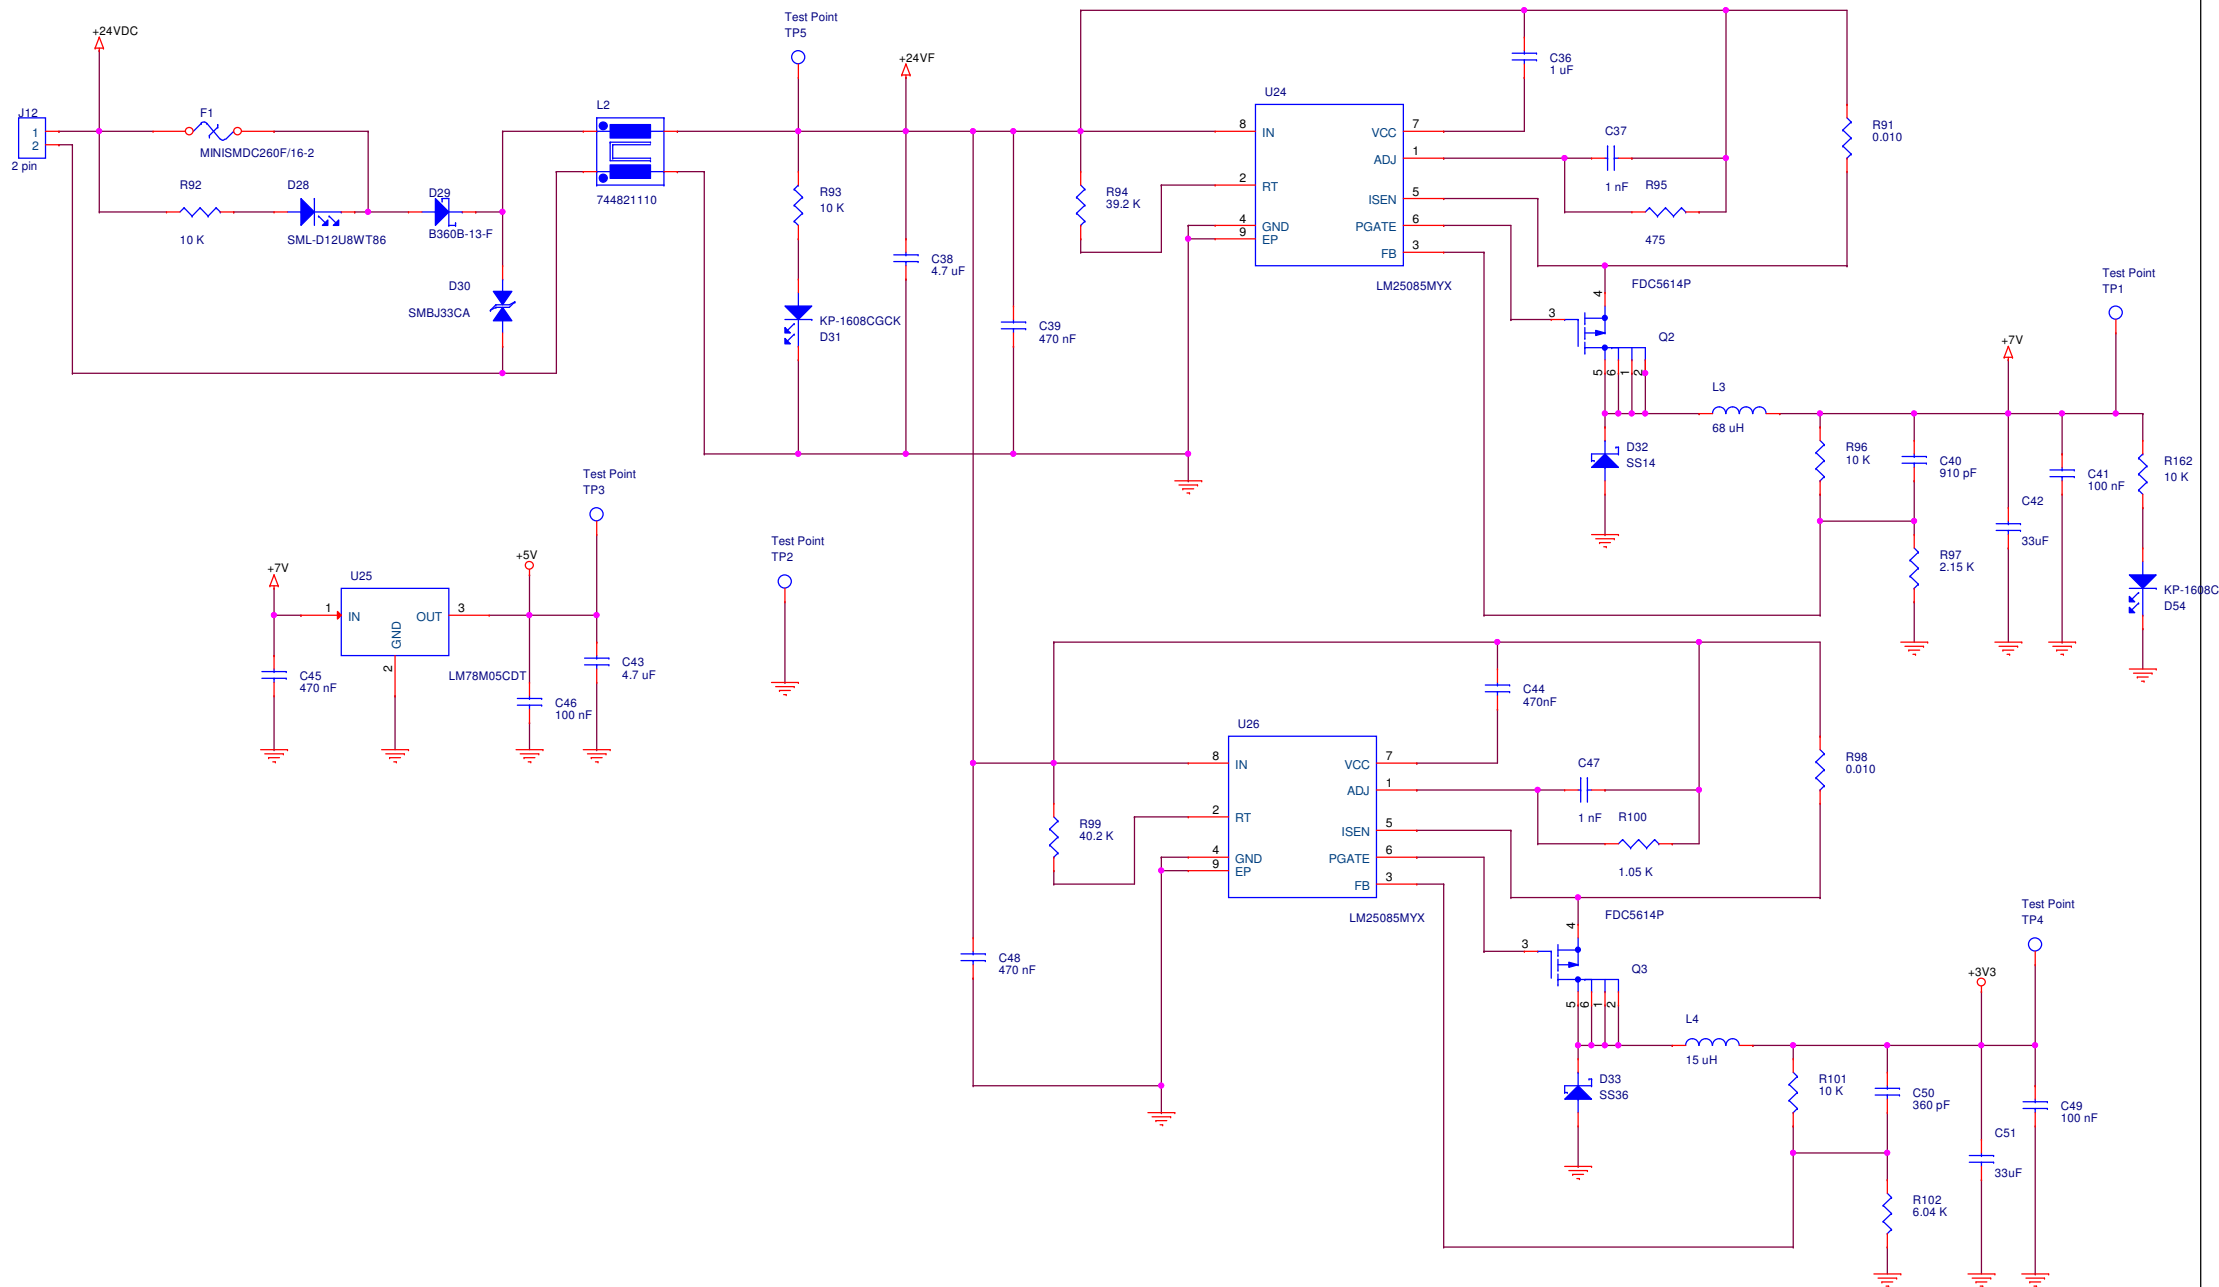 +24VDC
J12
1
2
2 pin
F1
MINISMDC260F/16-2
R92
10 K
D28
SML-D12U8WT86
D29
B360B-13-F
D30
SMBJ33CA
L2
744821110
Test Point
TP5
+24VF
R93
10 K
KP-1608CGCK
D31
C38
4.7 uF
C39
470 nF
R94
39.2 K
U24
8
IN
2
RT
4
GND
9
EP
VCC
7
ADJ
1
ISEN
5
PGATE
6
FB
3
LM25085MYX
C36
1 uF
C37
1 nF
R95
475
R91
0.010
FDC5614P
4
3
Q2
5
6
1
2
D32
SS14
L3
68 uH
R96
10 K
C40
910 pF
R97
2.15 K
+7V
C42
33uF
C41
100 nF
Test Point
TP1
R162
10 K
KP-1608C
D54
Test Point
TP3
+7V
U25
1
IN
OUT
3
GND
2
LM78M05CDT
+5V
C45
470 nF
C46
100 nF
C43
4.7 uF
Test Point
TP2
U26
8
IN
2
RT
4
GND
9
EP
VCC
7
ADJ
1
ISEN
5
PGATE
6
FB
3
LM25085MYX
R99
40.2 K
C48
470 nF
C44
470nF
C47
1 nF
R100
1.05 K
R98
0.010
FDC5614P
4
3
Q3
5
6
1
2
D33
SS36
L4
15 uH
R101
10 K
C50
360 pF
R102
6.04 K
+3V3
C51
33uF
C49
100 nF
Test Point
TP4